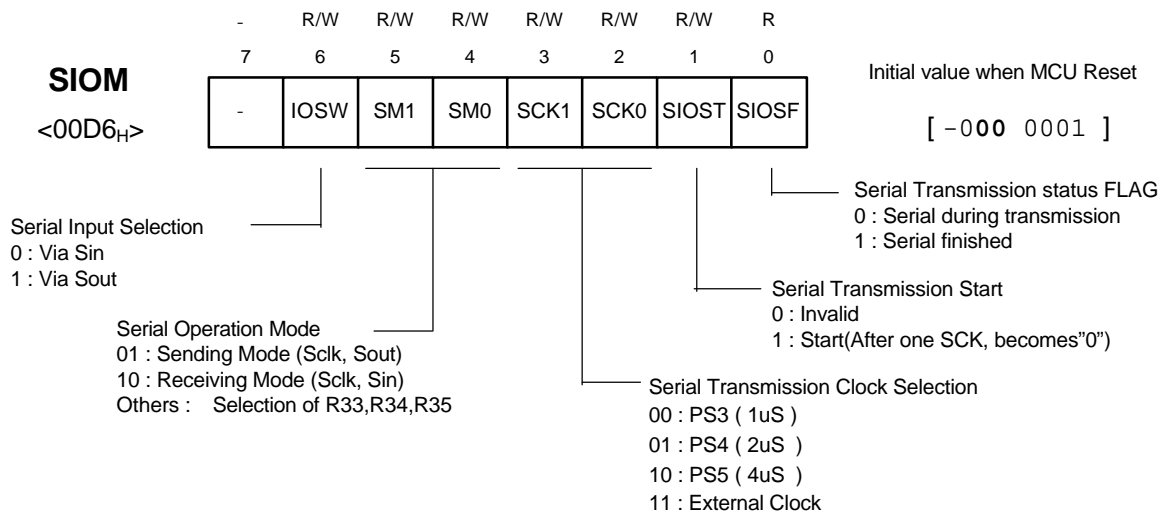 - R/W R/W R/W R/W R/W R/W R
7 6 5 4 3 2 1 0
SIOM
<00D6H>
- IOSW SM1 SM0 SCK1 SCK0 SIOST SIOSF
Initial value when MCU Reset
[ -000 0001 ]
Serial Transmission status FLAG
0 : Serial during transmission
1 : Serial finished
Serial Input Selection
0 : Via Sin
1 : Via Sout
Serial Transmission Start
0 : Invalid
1 : Start(After one SCK, becomes"0")
Serial Operation Mode
01 : Sending Mode (Sclk, Sout)
10 : Receiving Mode (Sclk, Sin)
Others : Selection of R33,R34,R35
Serial Transmission Clock Selection
00 : PS3 ( 1uS )
01 : PS4 ( 2uS )
10 : PS5 ( 4uS )
11 : External Clock